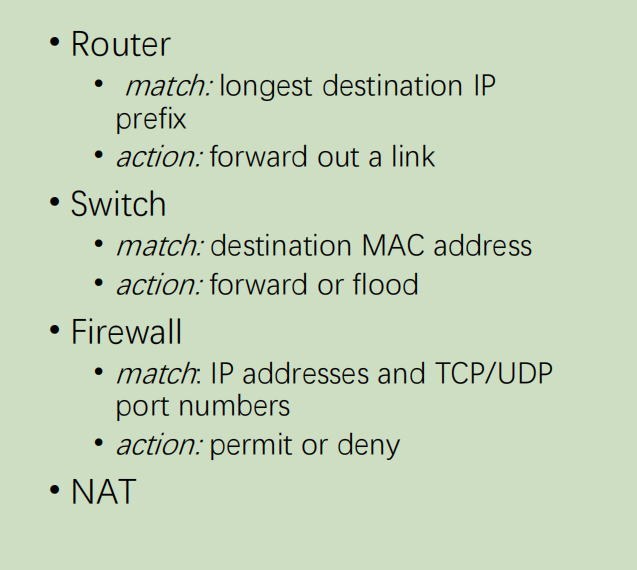 • Router
• match: longest destination IP
prefix
• action: forward out a link
• Switch
• match: destination MAC address
• action: forward or flood
• Firewall
• match: IP addresses and TCP/UDP
port numbers
• action: permit or deny
• NAT